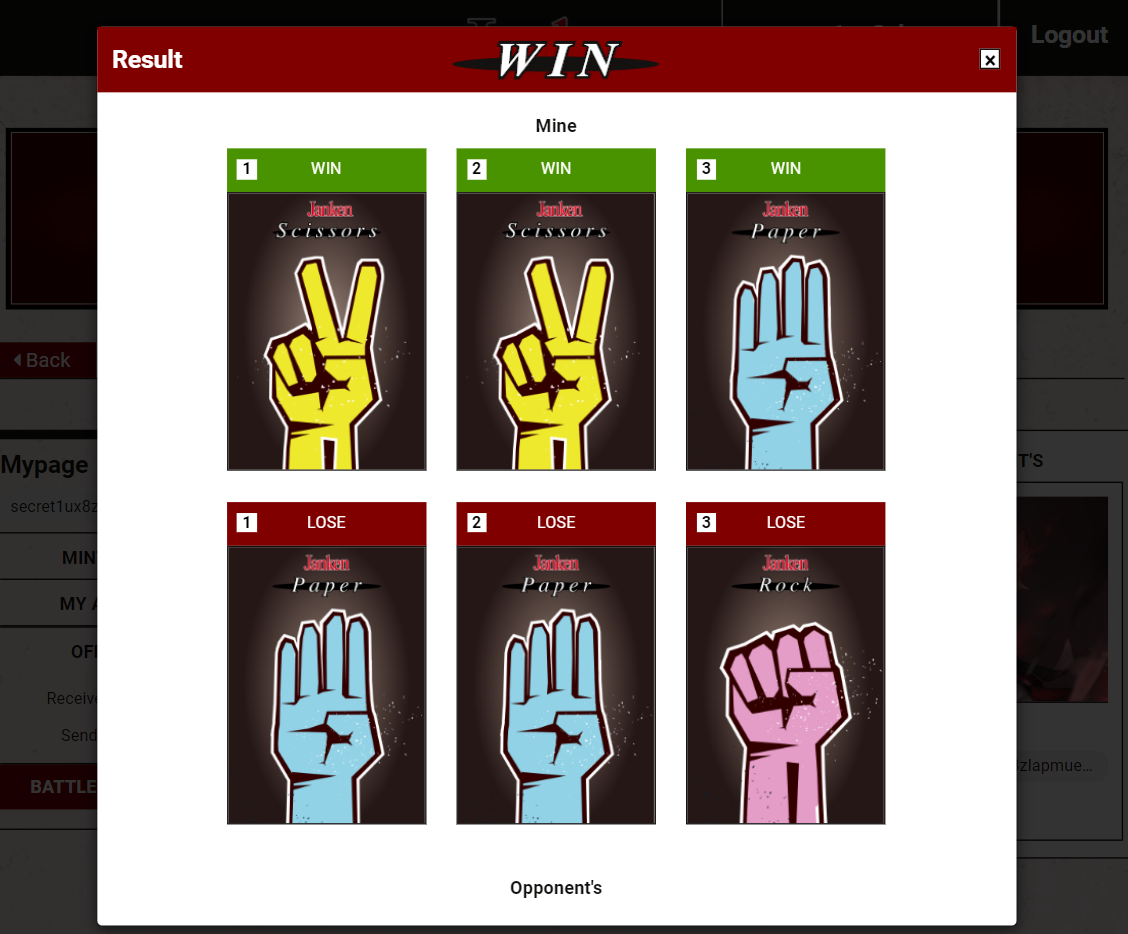 Logout
Result
WIN
Mine
1 WIN
2 WIN
3 WIN
Janken
Scissors
Janken
Scissors
Janken
Paper
Back
Mypage
secret1ux8z
T'S
1 LOSE
2 LOSE
3 LOSE
Janken
Paper
Janken
Paper
Janken
Rock
MIN
MY A
OF
Receive
Send
BATTLE
zlapmue...
Opponent's